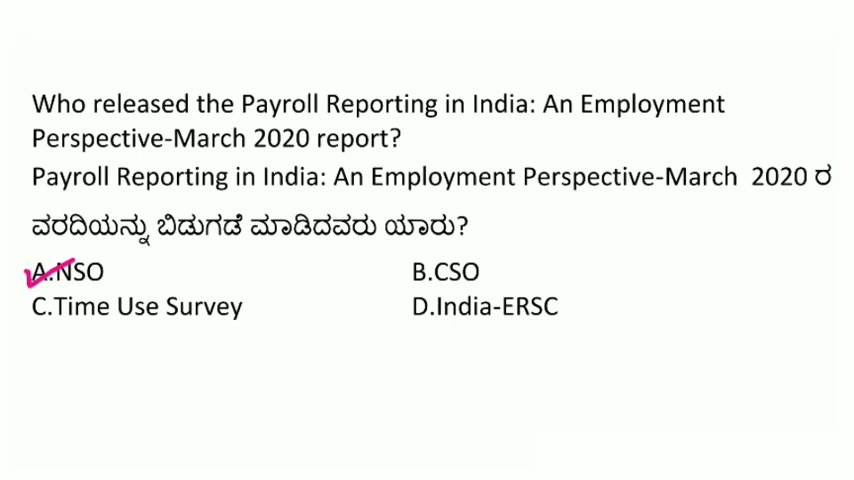 Who released the Payroll Reporting in India: An Employment
Perspective-March 2020 report?
Payroll Reporting in India: An Employment Perspective-March 2020 ರ
ವರದಿಯನ್ನು ಬಿಡುಗಡೆ ಮಾಡಿದವರು ಯಾರು?
A.NSO B.CSO
C.Time Use Survey D.India-ERSC